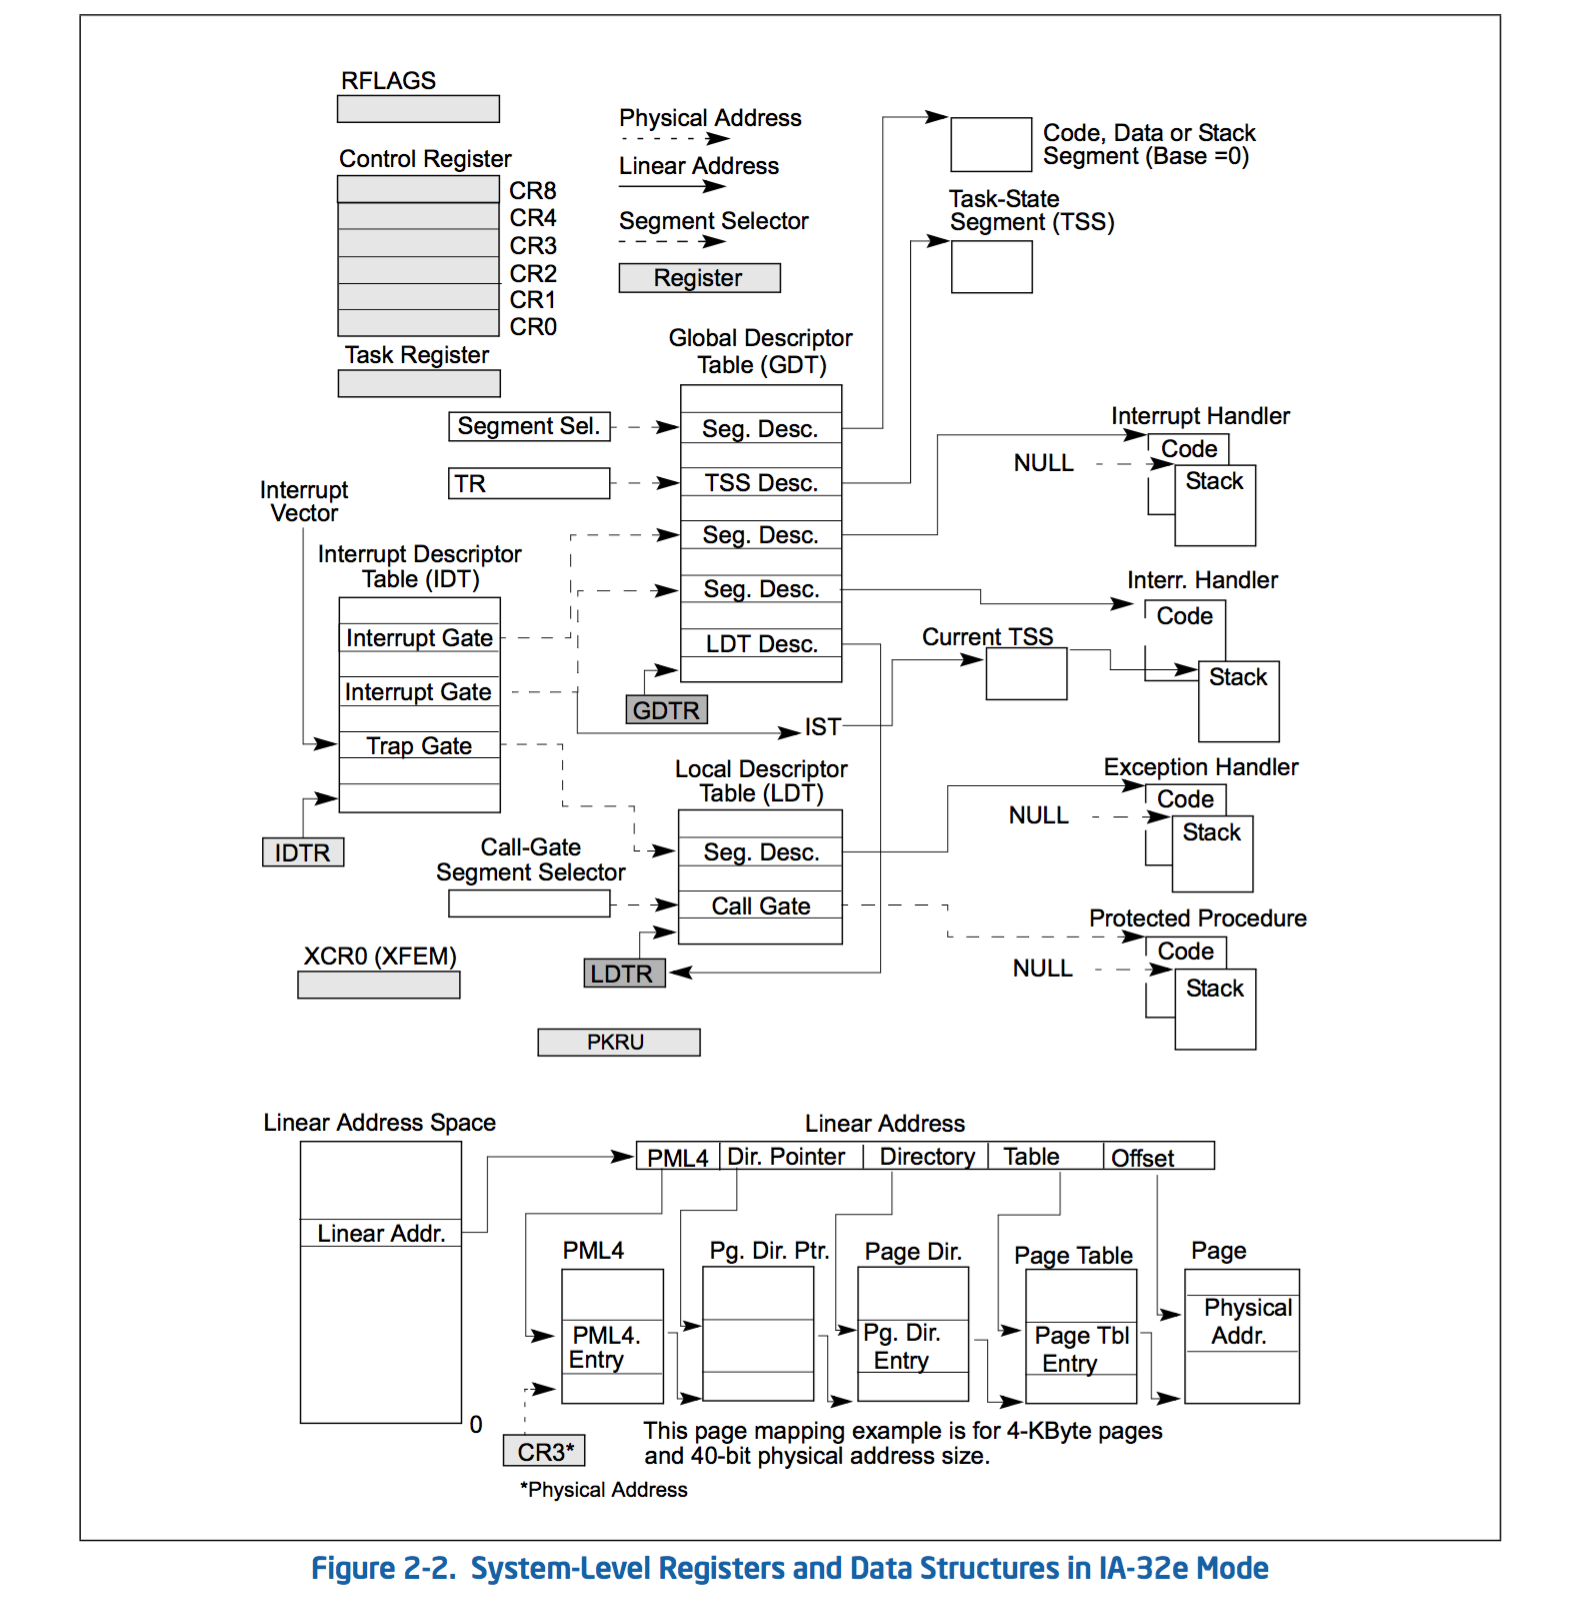 RFLAGS
Control Register
CR8
CR4
CR3
CR2
CR1
CR0
Task Register
Physical Address
Linear Address
Segment Selector
Register
Code, Data or Stack
Segment (Base =0)
Task-State
Segment (TSS)
Global Descriptor
Table (GDT)
Segment Sel.
Seg. Desc.
TR
TSS Desc.
Seg. Desc.
Seg. Desc.
LDT Desc.
GDTR
Interrupt
Vector
Interrupt Descriptor
Table (IDT)
Interrupt Gate
Interrupt Gate
Trap Gate
IDTR
Interrupt Handler
Code
NULL
Stack
Interr. Handler
Code
Current TSS
Stack
IST
Local Descriptor
Table (LDT)
Seg. Desc.
Call-Gate
Segment Selector
Call Gate
LDTR
Exception Handler
Code
NULL
Stack
Protected Procedure
Code
NULL
Stack
XCR0 (XFEM)
PKRU
Linear Address Space
Linear Addr.
0
Linear Address
PML4 Dir. Pointer Directory Table Offset
PML4
Pg. Dir. Ptr.
Page Dir.
Page Table
Page
PML4.
Entry
Pg. Dir.
Entry
Page Tbl
Entry
Physical
Addr.
CR3*
*Physical Address
This page mapping example is for 4-KByte pages
and 40-bit physical address size.
Figure 2-2. System-Level Registers and Data Structures in IA-32e Mode